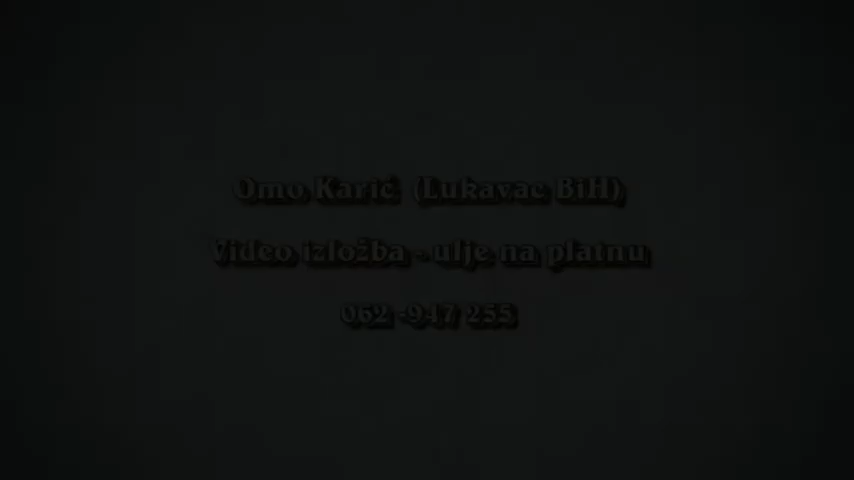 Omo Karić (Lukavac BiH)
Video izložba - ulje na platnu
062 -947 255